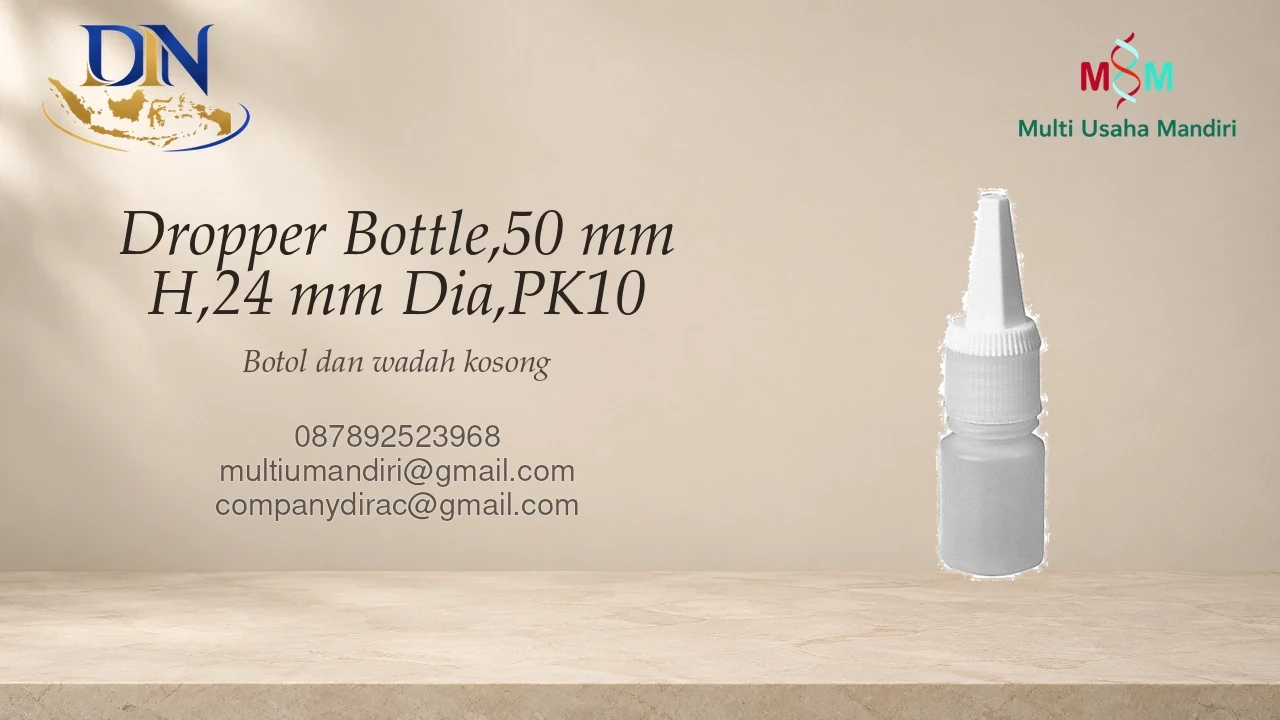 DN
M M
Multi Usaha Mandiri
Dropper Bottle,50 mm
H,24 mm Dia,PK10
Botol dan wadah kosong
087892523968
multiumandiri@gmail.com
companydirac@gmail.com